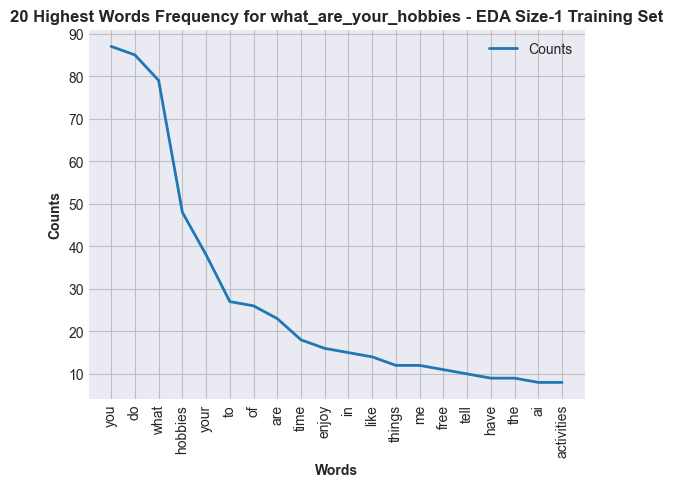 20 Highest Words Frequency for what_are_your_hobbies - EDA Size-1 Training Set
Counts
90
80
70
60
50
40
30
20
10
Counts
you
do
what
hobbies
your
to
of
are
time
enjoy
in
like
things
me
free
tell
have
the
ai
activities
Words